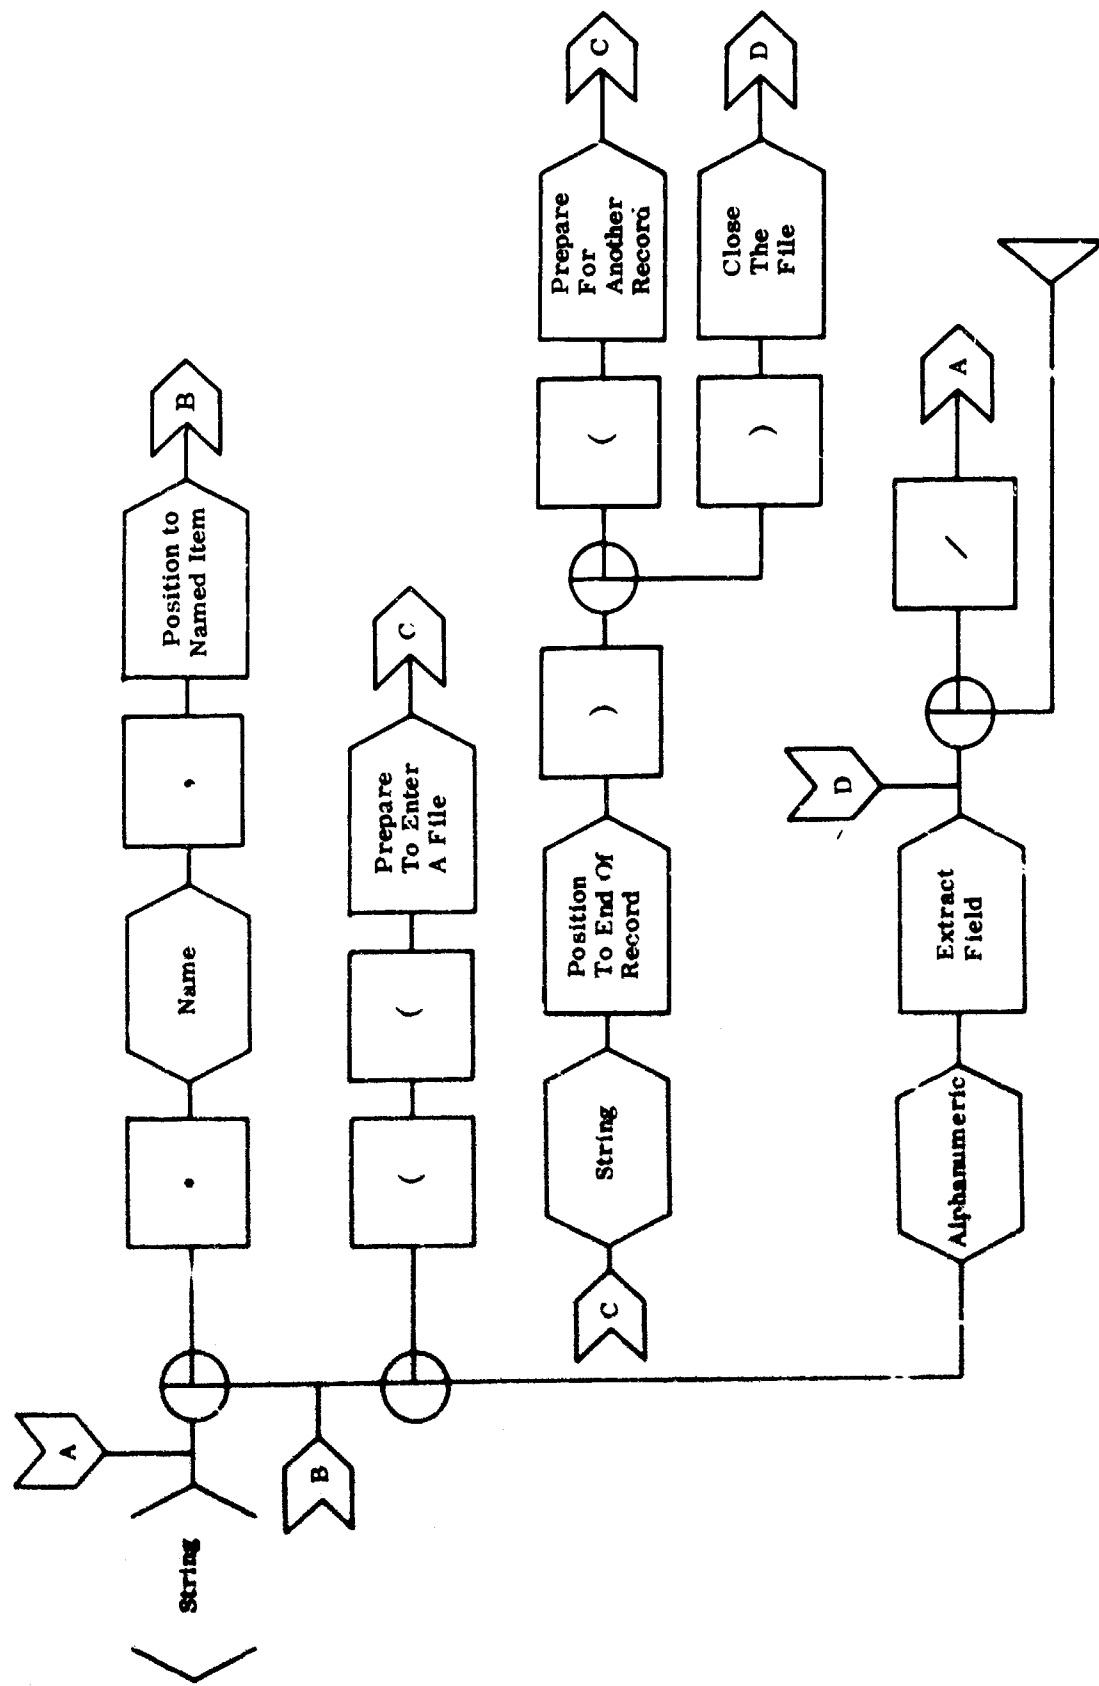 A
String
•
Name
,
Position to
Named Item
B
B
(
(
Prepare
To Enter
A File
C
C
String
Position
To End Of
Record
)
(
Prepare
For
Another
Record
C
)
Close
The
File
D
D
Alphanumeric
Extract
Field
/
A